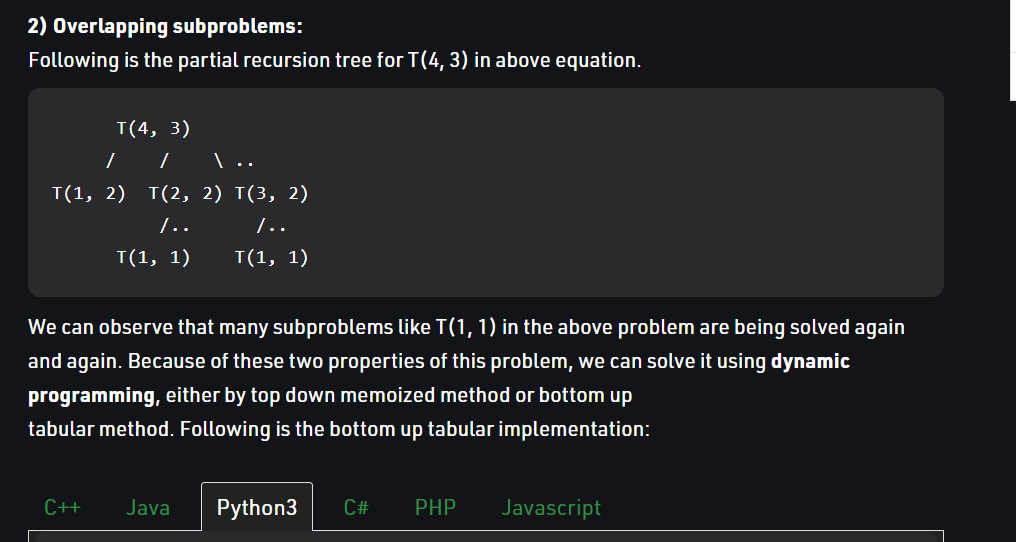 2) Overlapping subproblems:
Following is the partial recursion tree for T(4, 3) in above equation.
T(4, 3)
/ / \ ..
T(1, 2) T(2, 2) T(3, 2)
/.. /..
T(1, 1) T(1, 1)
We can observe that many subproblems like T(1, 1) in the above problem are being solved again
and again. Because of these two properties of this problem, we can solve it using dynamic
programming, either by top down memoized method or bottom up
tabular method. Following is the bottom up tabular implementation:
C++ Java Python3 C# PHP Javascript